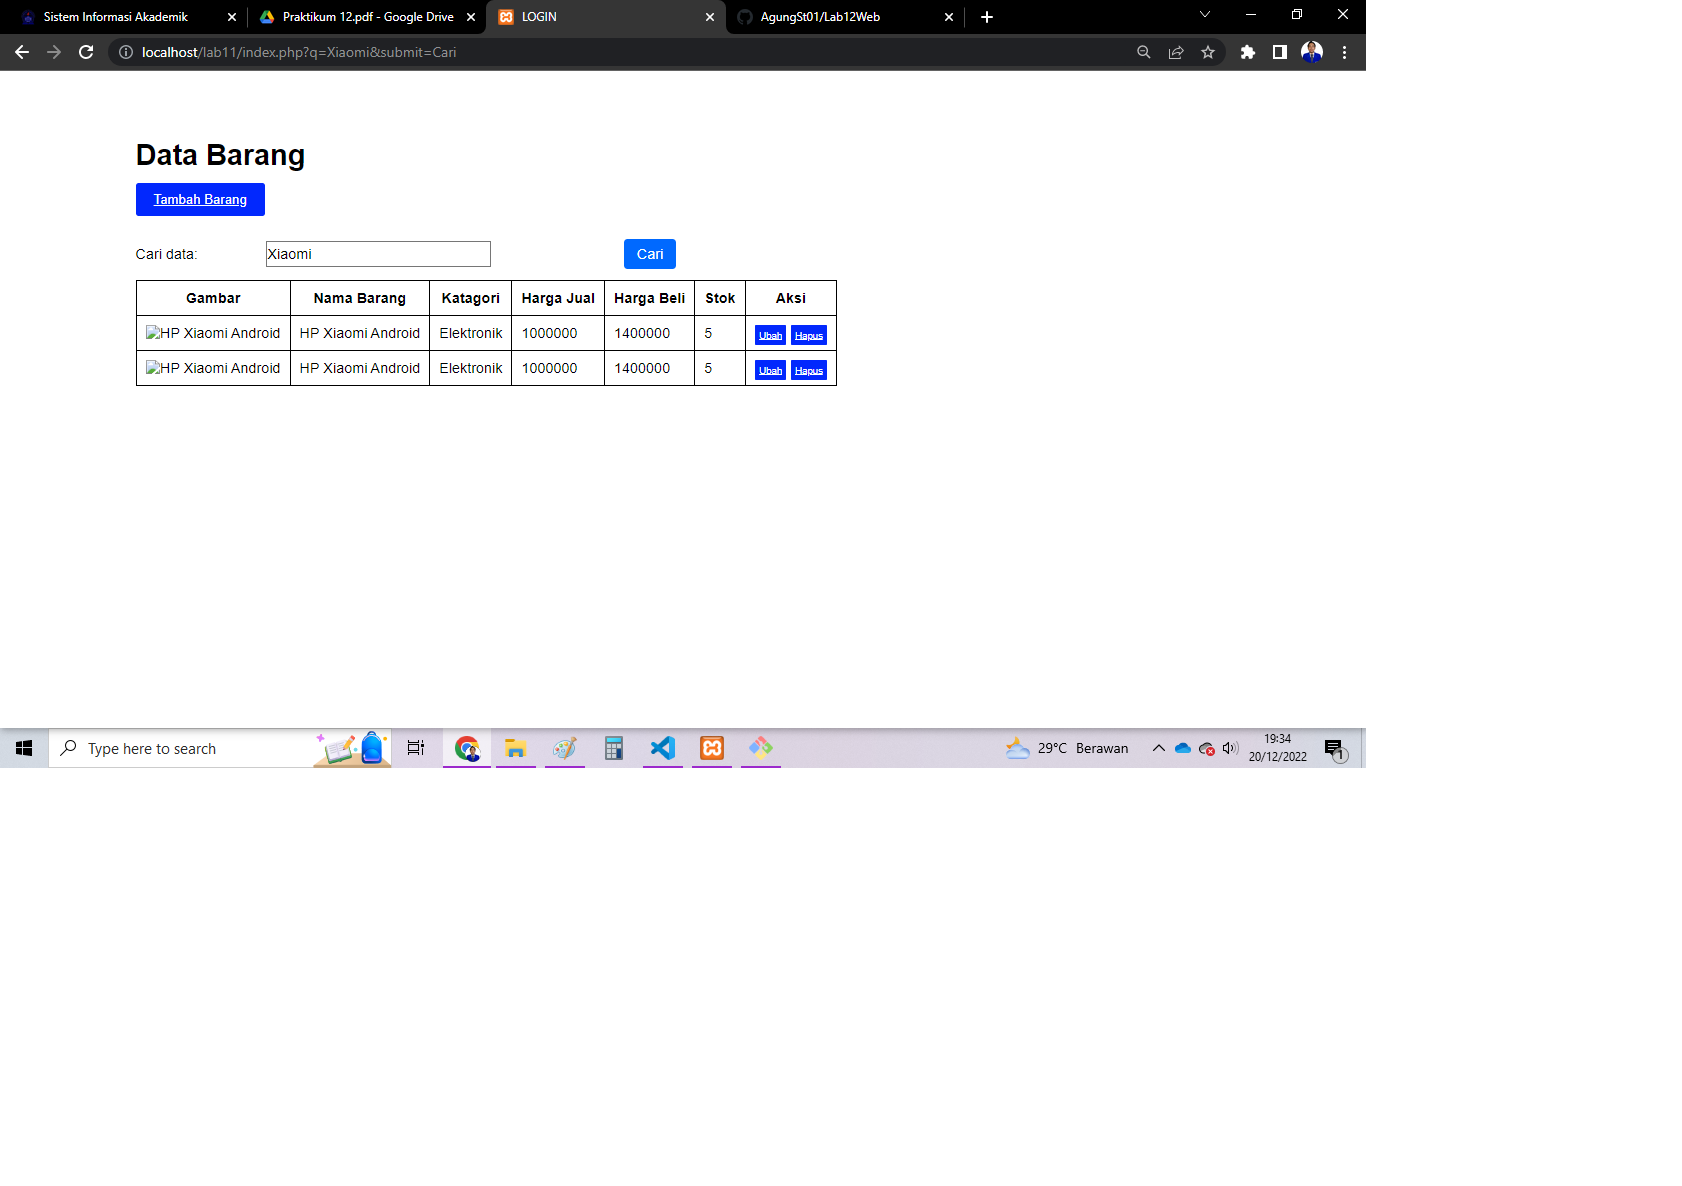 Sistem Informasi Akademik
Praktikum 12.pdf - Google Drive
LOGIN
AgungSt01/Lab12Web
localhost/lab11/index.php?q=Xiaomi&submit=Cari
Data Barang
Tambah Barang
Cari data: Xiaomi Cari
Gambar Nama Barang Katagori Harga Jual Harga Beli Stok Aksi
HP Xiaomi Android HP Xiaomi Android Elektronik 1000000 1400000 5 Ubah Hapus
HP Xiaomi Android HP Xiaomi Android Elektronik 1000000 1400000 5 Ubah Hapus
Type here to search
29°C Berawan
19:34
20/12/2022
1